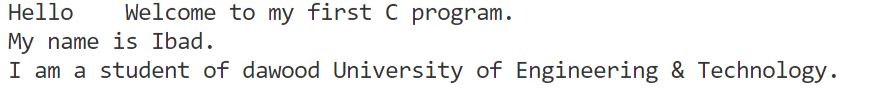 Hello    Welcome to my first C program.
My name is Ibad.
I am a student of dawood University of Engineering & Technology.